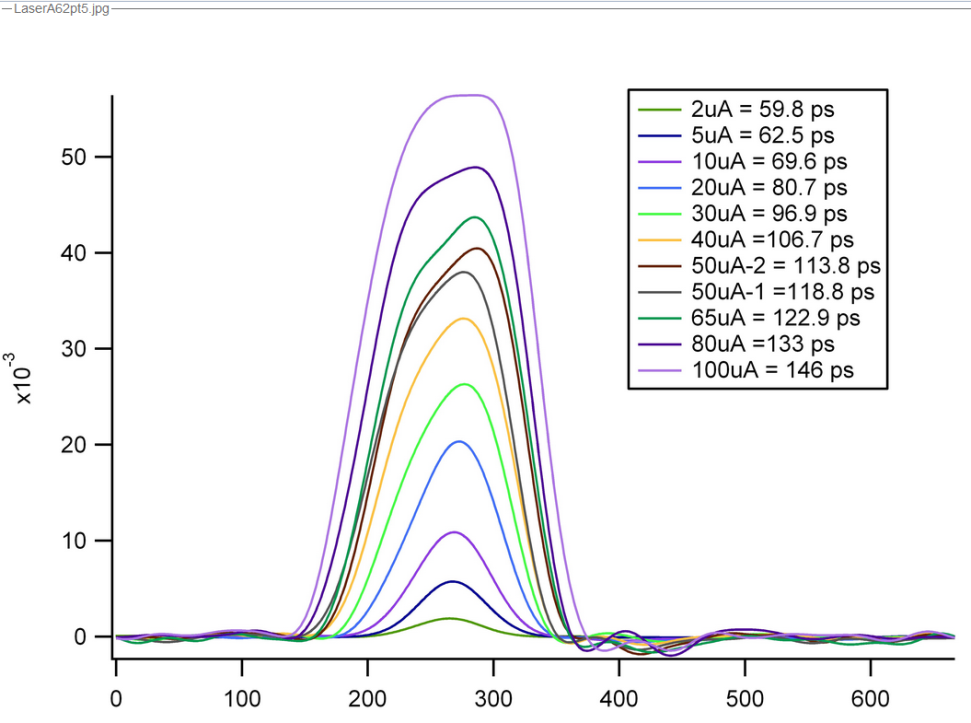 LaserA62pt5.jpg
50
40
30
20
10
0
x10-3
0 100 200 300 400 500 600
2uA = 59.8 ps
5uA = 62.5 ps
10uA = 69.6 ps
20uA = 80.7 ps
30uA = 96.9 ps
40uA =106.7 ps
50uA-2 = 113.8 ps
50uA-1 =118.8 ps
65uA = 122.9 ps
80uA =133 ps
100uA = 146 ps